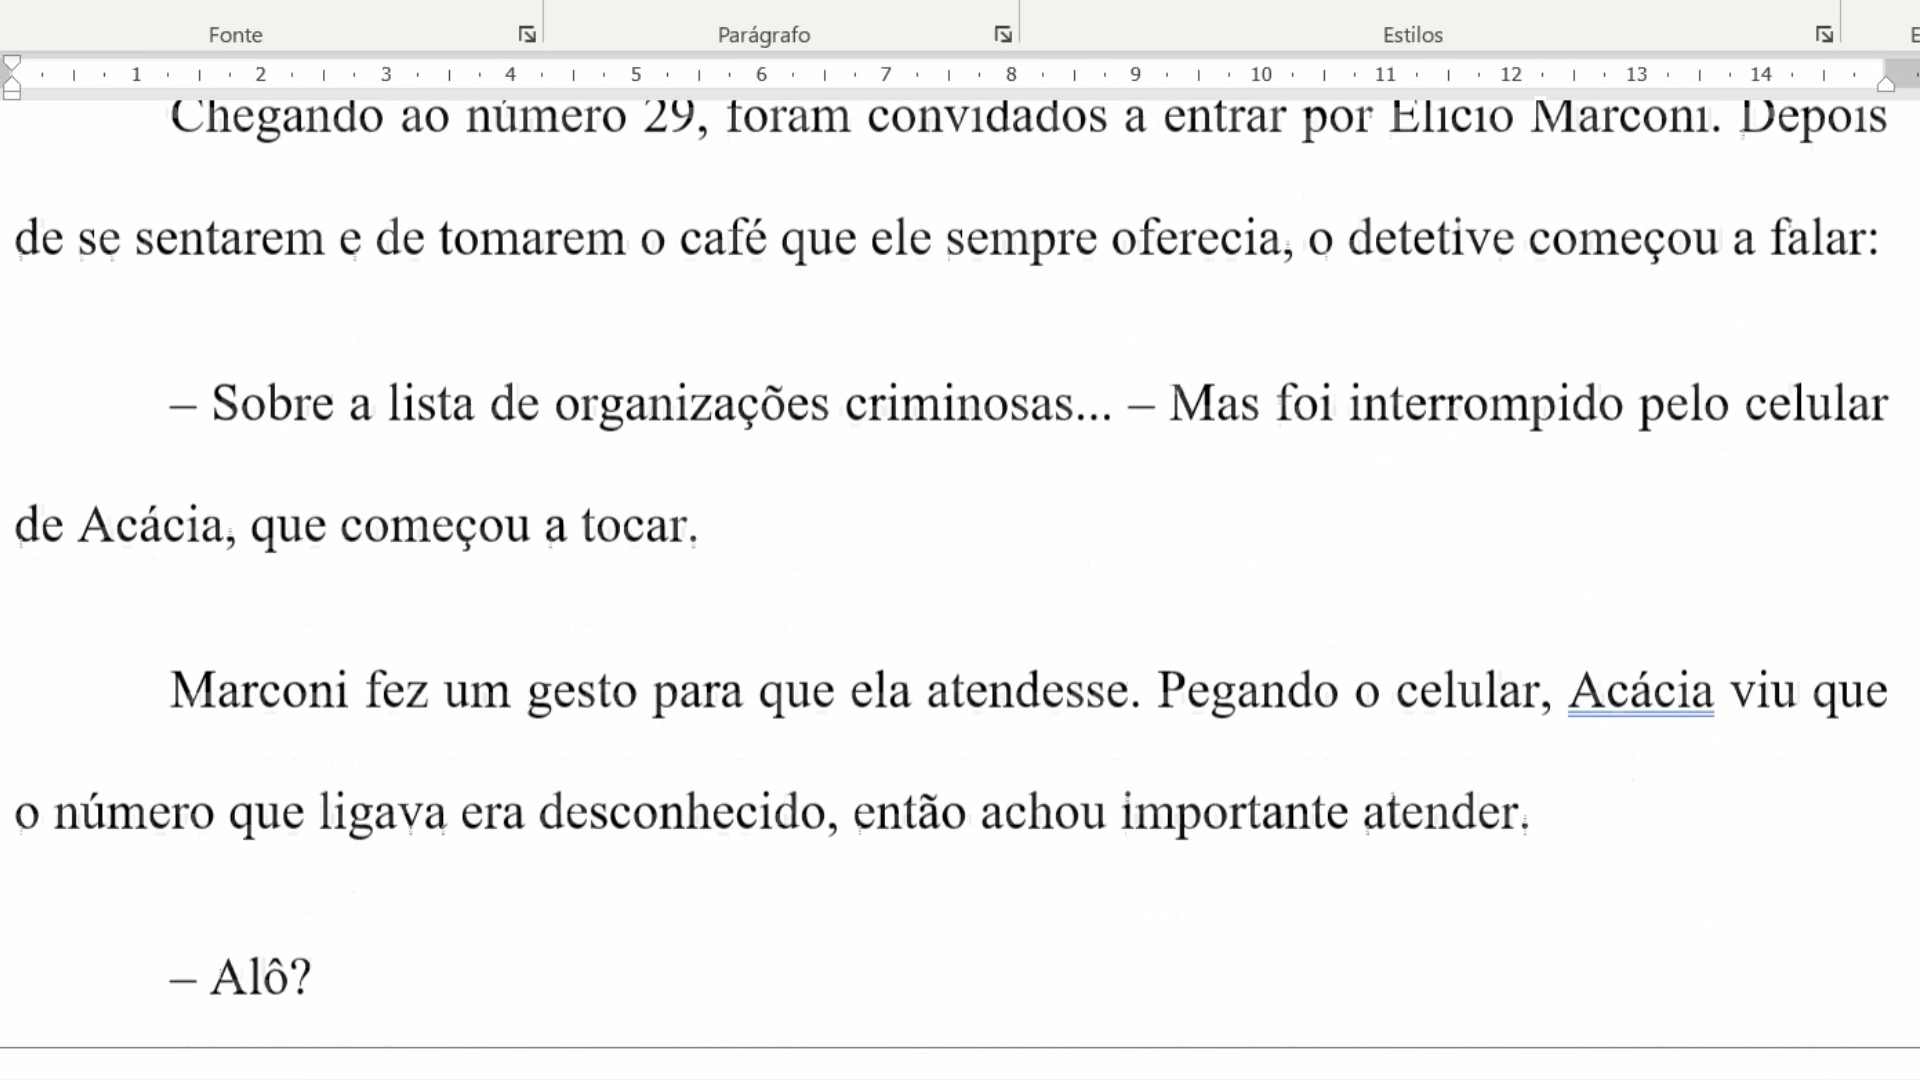 Fonte Parágrafo Estilos E
1 2 3 4 5 6 7 8 9 10 11 12 13 14
Chegando ao número 29, foram convidados a entrar por Elício Marconi. Depois
de se sentarem e de tomarem o café que ele sempre oferecia, o detetive começou a falar:
– Sobre a lista de organizações criminosas... – Mas foi interrompido pelo celular
de Acácia, que começou a tocar.
Marconi fez um gesto para que ela atendesse. Pegando o celular, Acácia viu que
o número que ligava era desconhecido, então achou importante atender.
– Alô?